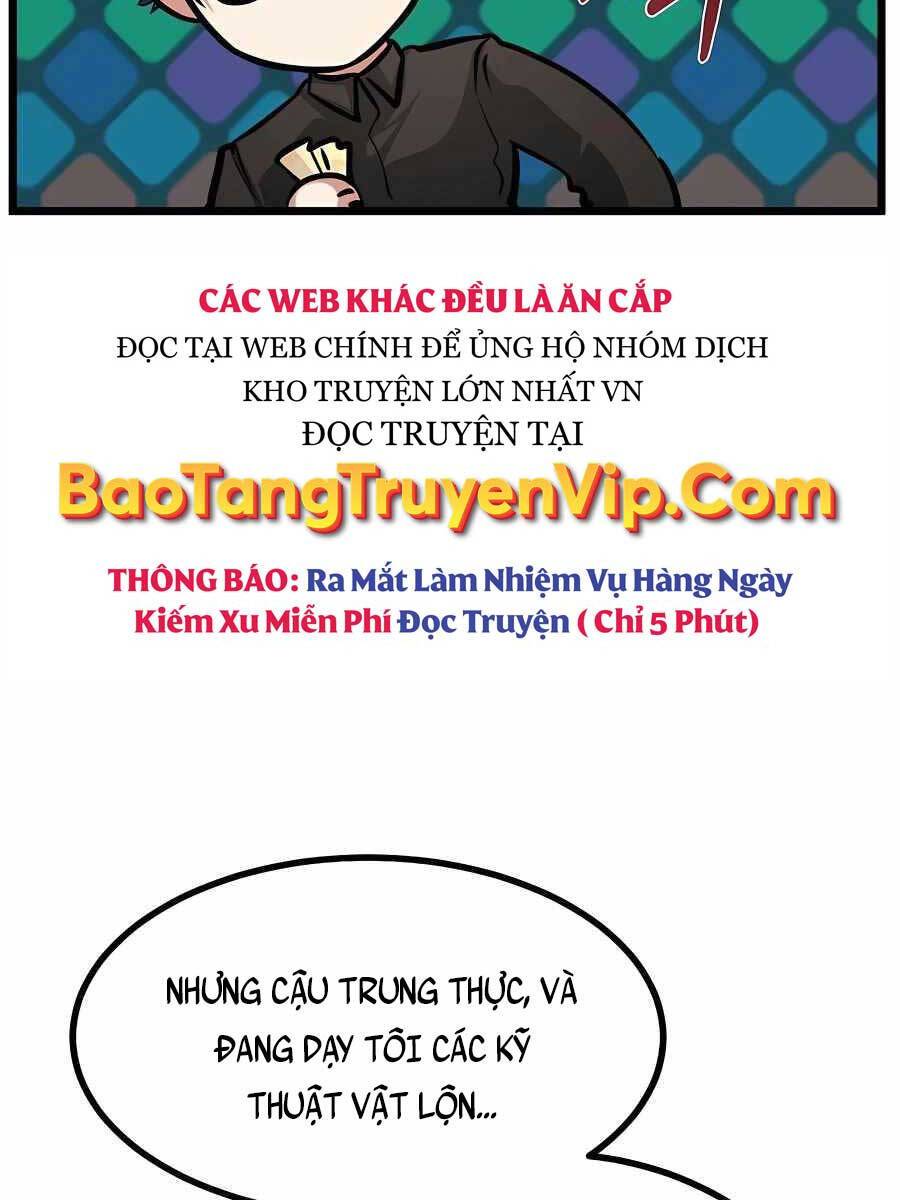 CÁC WEB KHÁC ĐỀU LÀ ĂN CẮP
ĐỌC TẠI WEB CHÍNH ĐỂ ỦNG HỘ NHÓM DỊCH
KHO TRUYỆN LỚN NHẤT VN
ĐỌC TRUYỆN TẠI
BaoTangTruyenVip.Com
THÔNG BÁO: Ra Mắt Làm Nhiệm Vụ Hàng Ngày
Kiếm Xu Miễn Phí Đọc Truyện ( Chỉ 5 Phút)
NHƯNG CẬU TRUNG THỰC, VÀ
ĐANG DẠY TÔI CÁC KỸ
THUẬT VẬT LỘN...